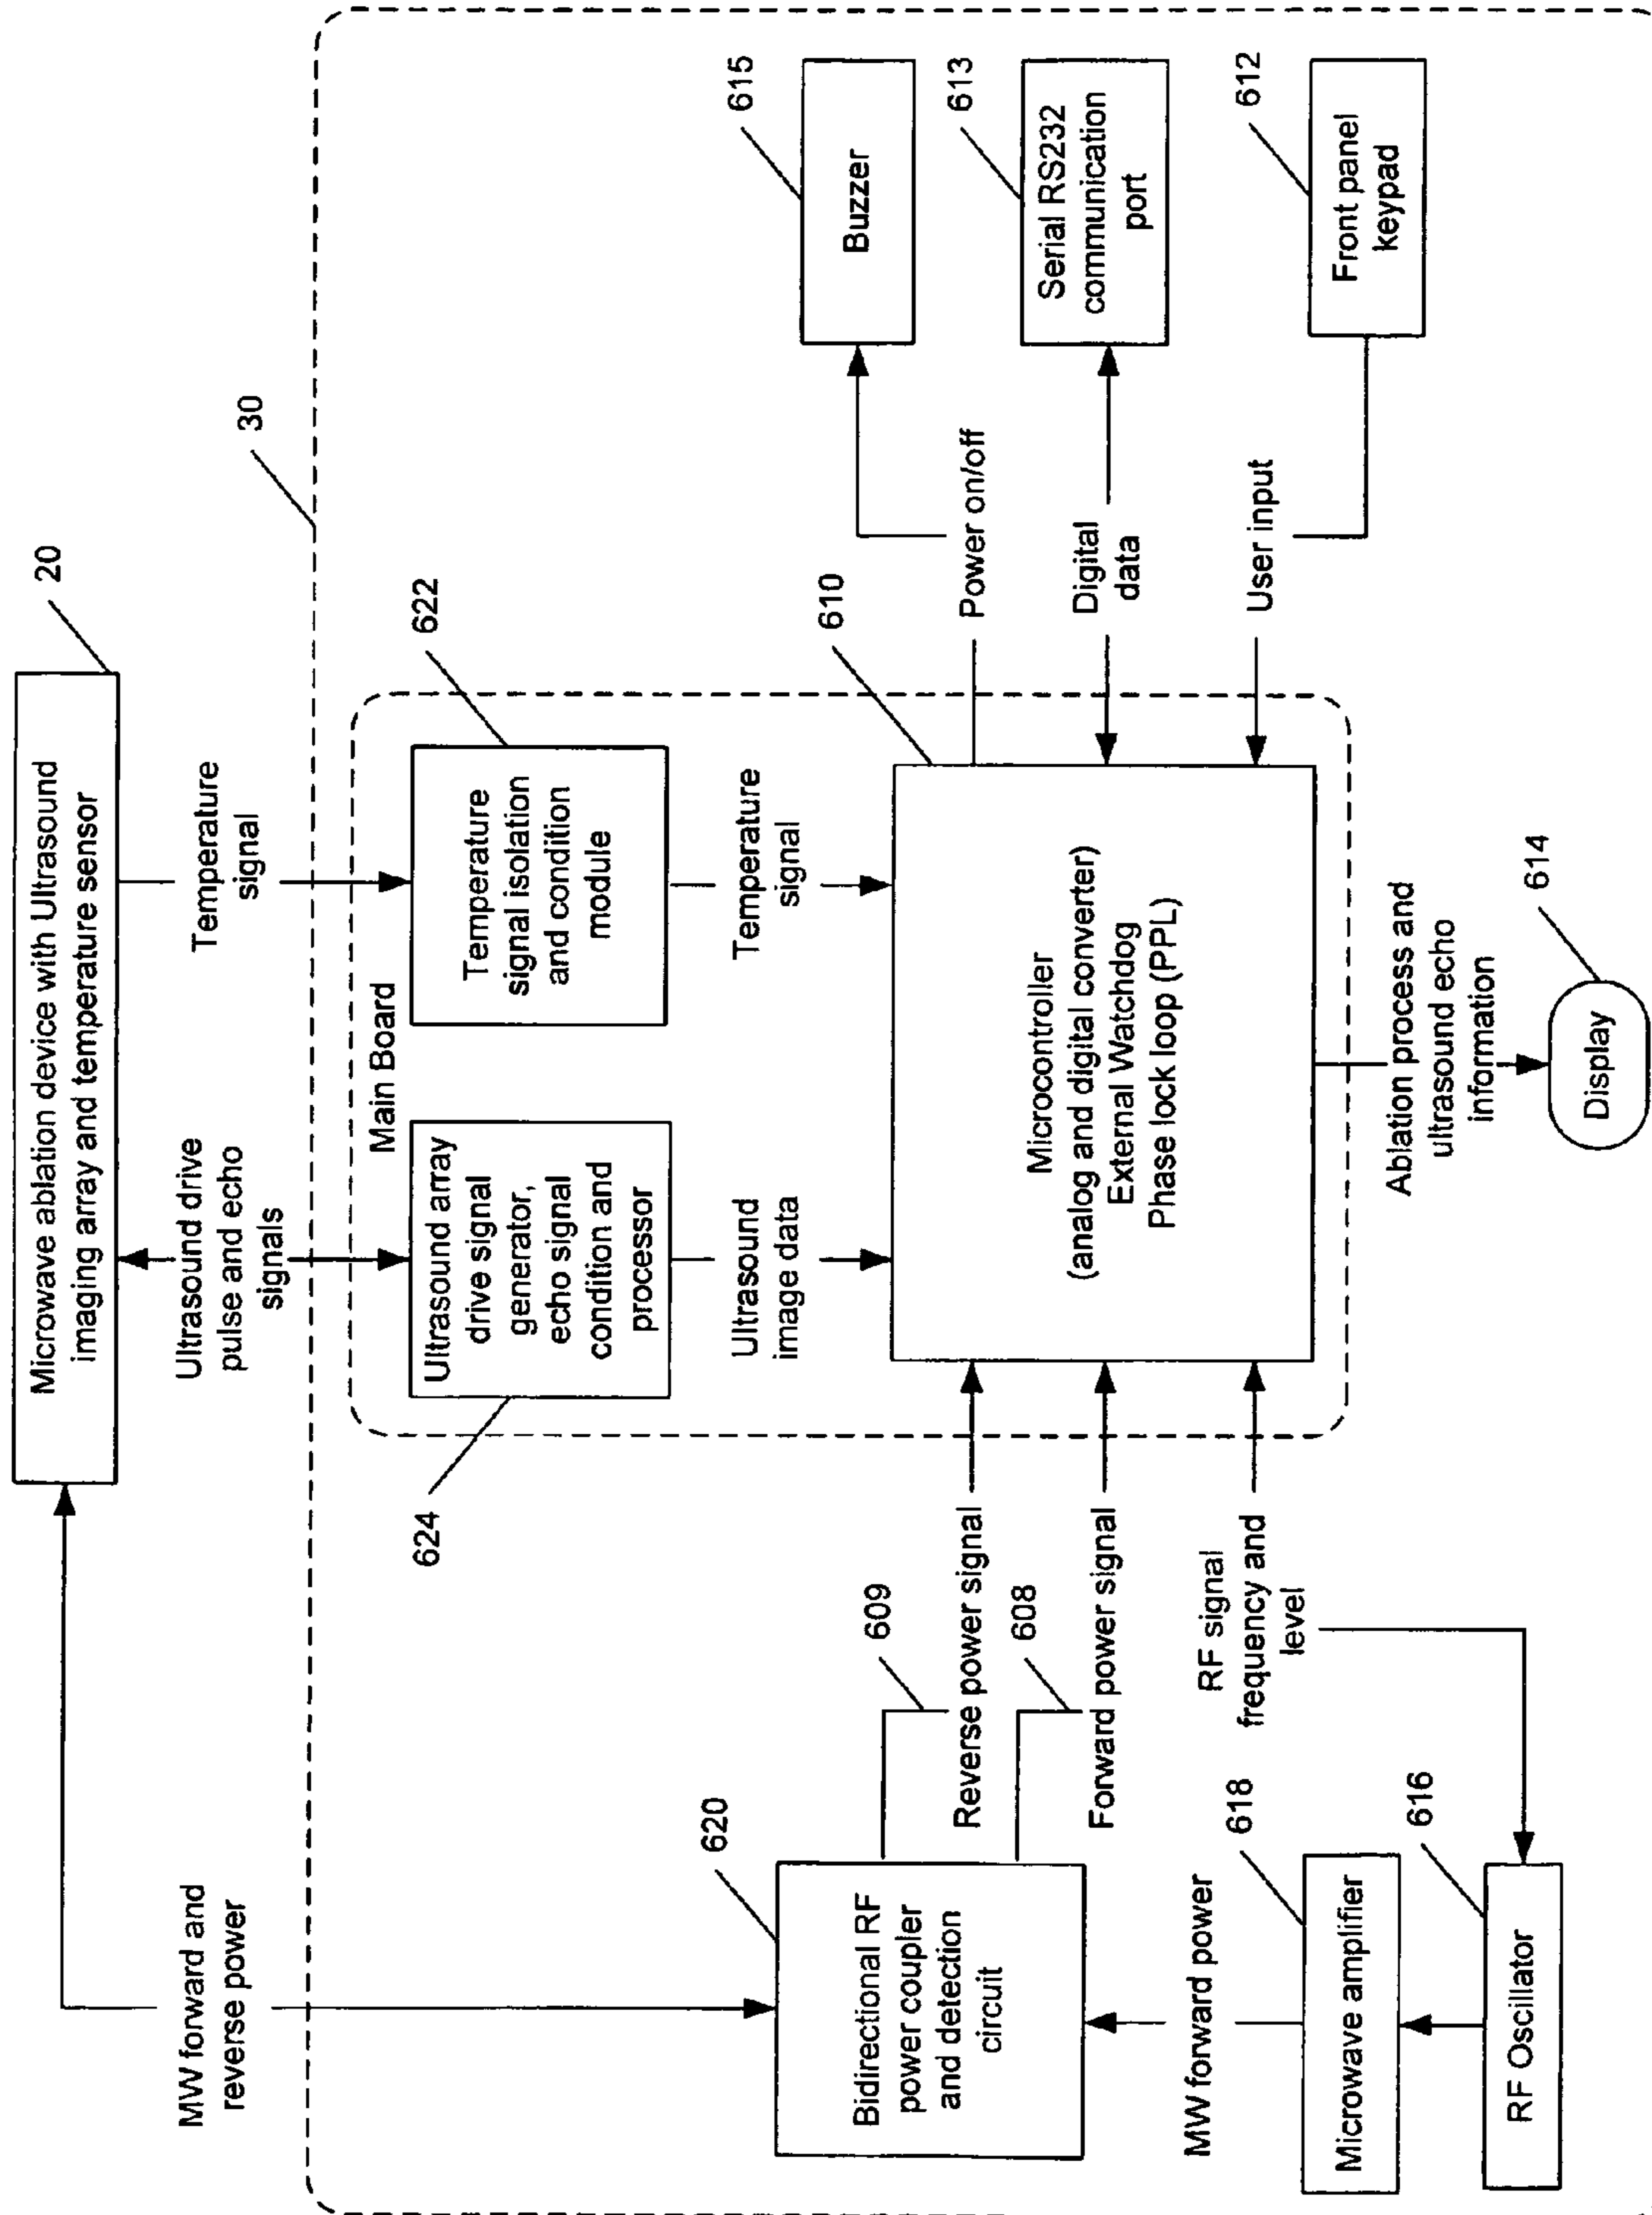 Microwave ablation device with Ultrasound
imaging array and temperature sensor
20
MW forward and
reverse power
Ultrasound drive
pulse and echo
signals
Temperature
signal
30
Main Board
624
Ultrasound array
drive signal
generator,
echo signal
condition and
processor
622
Temperature
signal isolation
and condition
module
Ultrasound
image data
Temperature
signal
620
Bidirectional RF
power coupler
and detection
circuit
609
Reverse power signal
608
Forward power signal
RF signal
frequency and
level
MW forward power
618
Microwave amplifier
616
RF Oscillator
610
Microcontroller
(analog and digital converter)
External Watchdog
Phase lock loop (PPL)
Power on/off
Digital
data
User input
615
Buzzer
613
Serial RS232
communication
port
612
Front panel
keypad
Ablation process and
ultrasound echo
information
614
Display